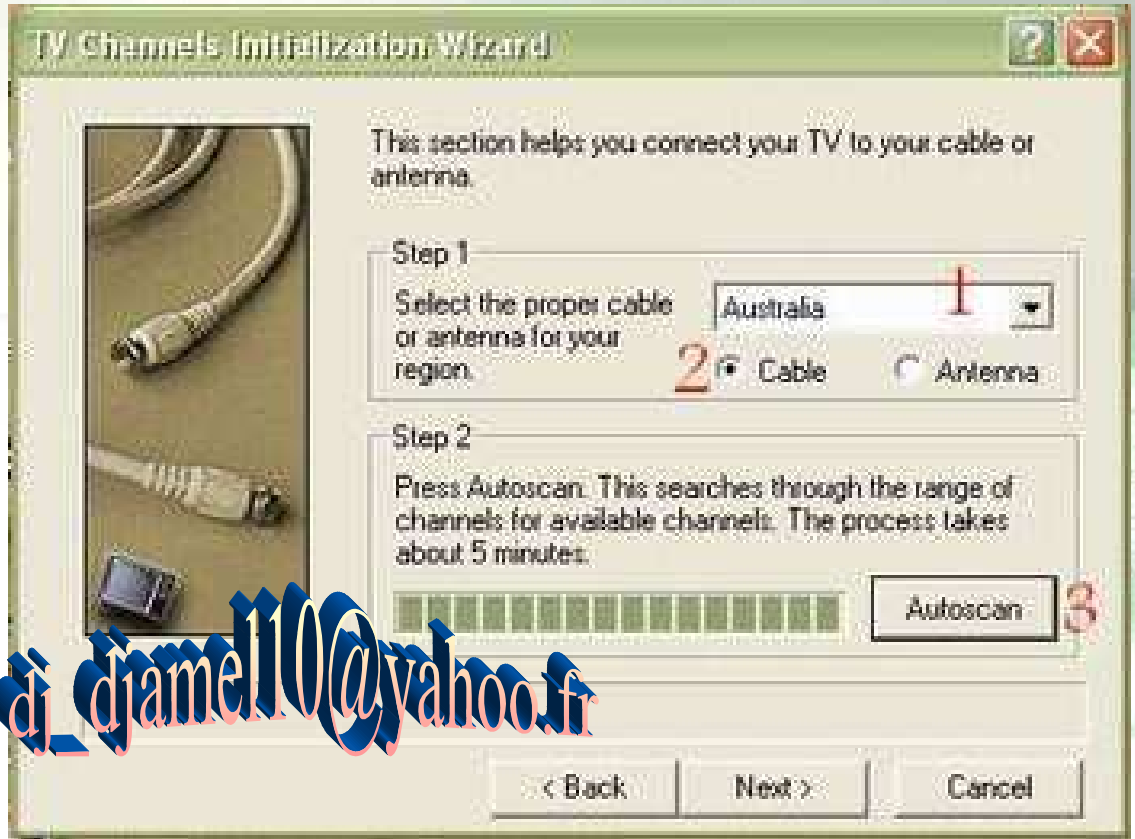 TV Channels Initialization Wizard
This section helps you connect your TV to your cable or
antenna.
Step 1
Select the proper cable
or antenna for your
region.
Australia
1
2
Cable
Antenna
Step 2
Press Autoscan. This searches through the range of
channels for available channels. The process takes
about 5 minutes.
Autoscan
3
dj_djamel10@yahoo.fr
< Back
Next >
Cancel